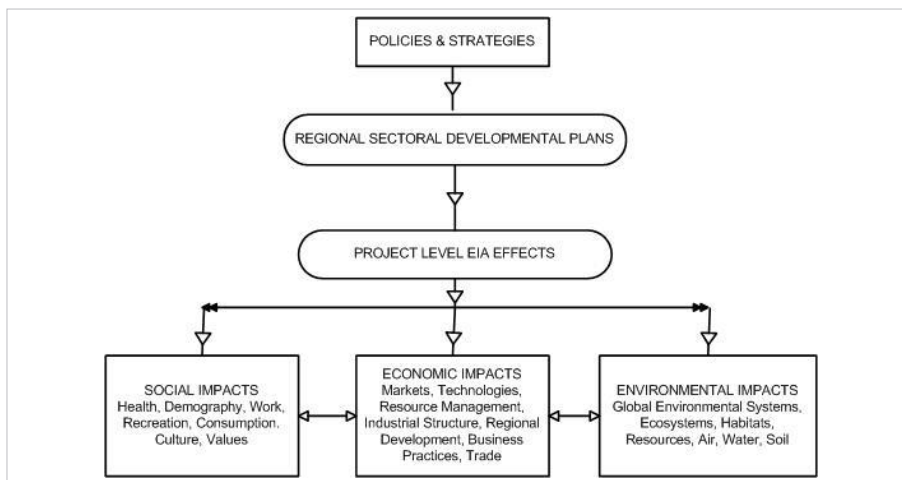 POLICIES & STRATEGIES
REGIONAL SECTORAL DEVELOPMENTAL PLANS
PROJECT LEVEL EIA EFFECTS
SOCIAL IMPACTS
Health, Demography, Work,
Recreation, Consumption.
Culture, Values
ECONOMIC IMPACTS
Markets, Technologies,
Resource Management,
Industrial Structure, Regional
Development, Business
Practices, Trade
ENVIRONMENTAL IMPACTS
Global Environmental Systems,
Ecosystems, Habitats,
Resources, Air, Water, Soil